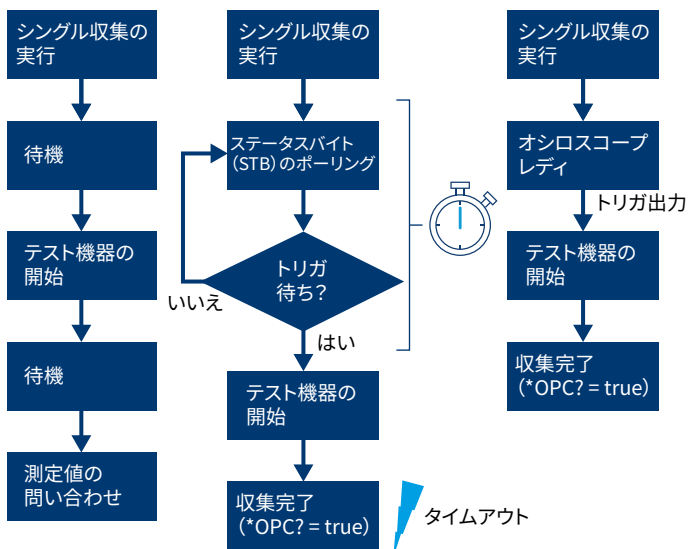 シングル収集の
実行
待機
テスト機器の
開始
待機
測定値の
問い合わせ
シングル収集の
実行
ステータスバイト
（STB）のポーリング
トリガ
待ち？
いいえ
はい
テスト機器の
開始
収集完了
(*OPC? = true)
タイムアウト
シングル収集の
実行
オシロスコープ
レディ
トリガ出力
テスト機器の
開始
収集完了
(*OPC? = true)